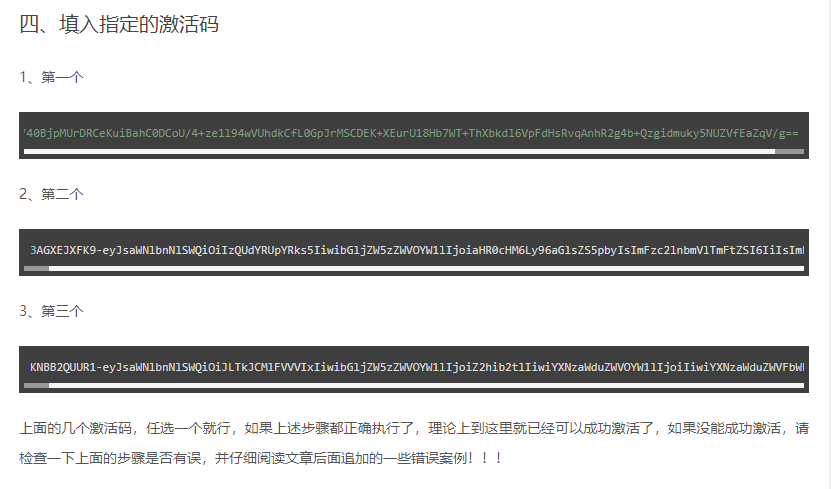 四、填入指定的激活码
1、第一个
40BjpMUrDRCeKuiBahC0DCoU/4+ze1l94wVUhdkCfL0GpJrMSCDEK+XEurU18Hb7WT+ThXbkdl6VpFdHsRvqAnhR2g4b+Qzgidmuky5NUZVfEaZqV/g==
2、第二个
3AGXEJXFK9-eyJsaWNlbnNlSWQiOiIzQUdYRUpYRks5IiwibGljZW5zZWVOYW1lIjoiaHR0cHM6Ly96aGlsZS5pbyIsImFzc2lnbmVlTmFtZSI6IiIsImF
3、第三个
KNBB2QUUR1-eyJsaWNlbnNlSWQiOiJLTkJCMlFVVVIxIiwibGljZW5zZWVOYW1lIjoiZ2hib2tlIiwiYXNzaWduZWVOYW1lIjoiIiwiYXNzaWduZWVFbWF
上面的几个激活码，任选一个就行，如果上述步骤都正确执行了，理论上到这里就已经可以成功激活了，如果没能成功激活，请
检查一下上面的步骤是否有误，并仔细阅读文章后面追加的一些错误案例！！！